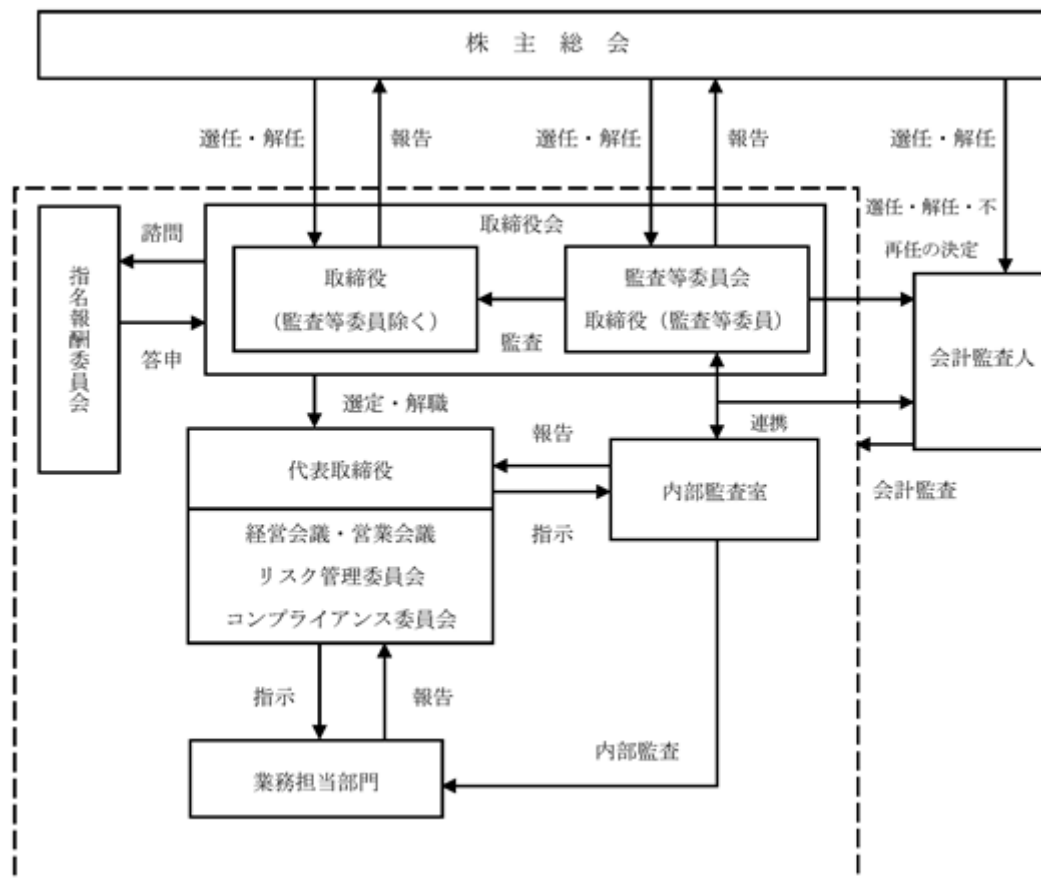 株 主 総 会
選任・解任
報告
選任・解任
報告
選任・解任
選任・解任・不
再任の決定
取締役会
諮問
指名報酬委員会
答申
取締役
（監査等委員除く）
監査
監査等委員会
取締役（監査等委員）
会計監査人
選定・解職
連携
報告
代表取締役
内部監査室
会計監査
指示
経営会議・営業会議
リスク管理委員会
コンプライアンス委員会
指示
報告
内部監査
業務担当部門